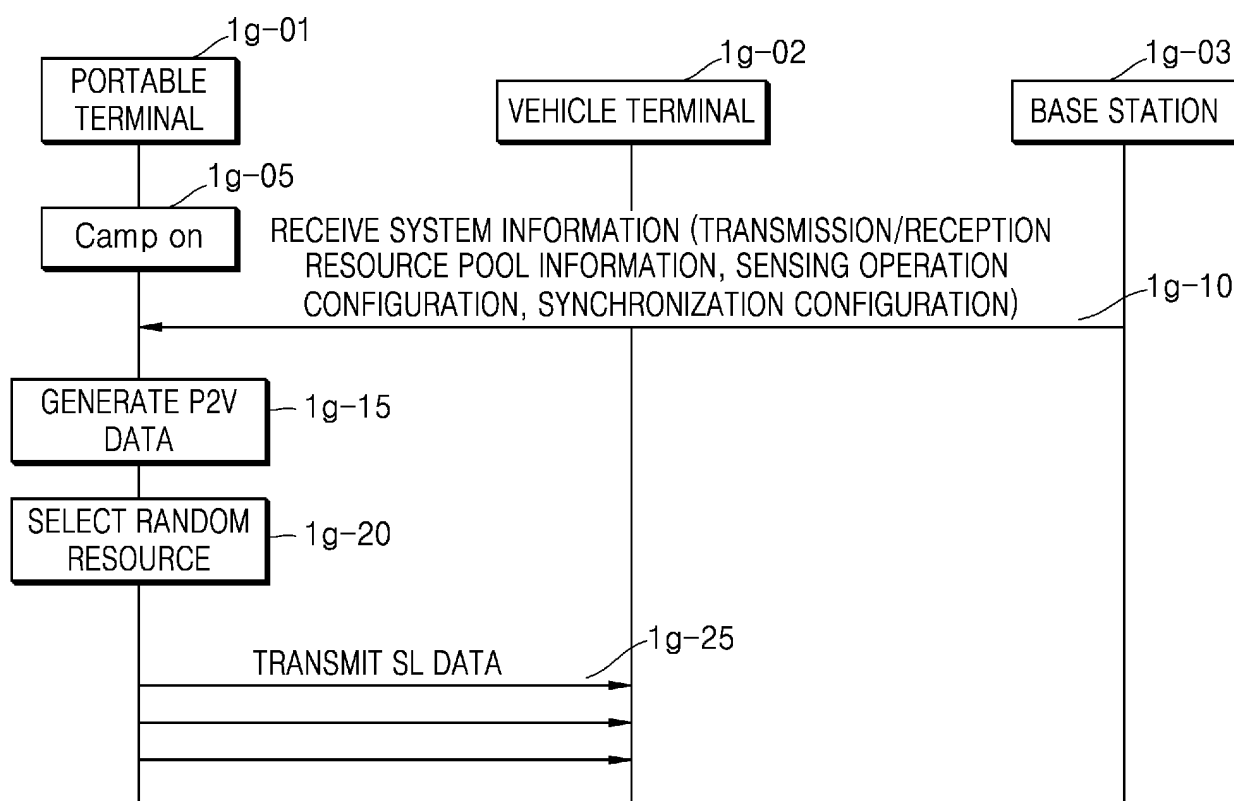 1g-01
PORTABLE
TERMINAL
1g-02
VEHICLE TERMINAL
1g-03
BASE STATION
1g-05
Camp on
RECEIVE SYSTEM INFORMATION (TRANSMISSION/RECEPTION
RESOURCE POOL INFORMATION, SENSING OPERATION
CONFIGURATION, SYNCHRONIZATION CONFIGURATION)
1g-10
GENERATE P2V
DATA
1g-15
SELECT RANDOM
RESOURCE
1g-20
TRANSMIT SL DATA
1g-25